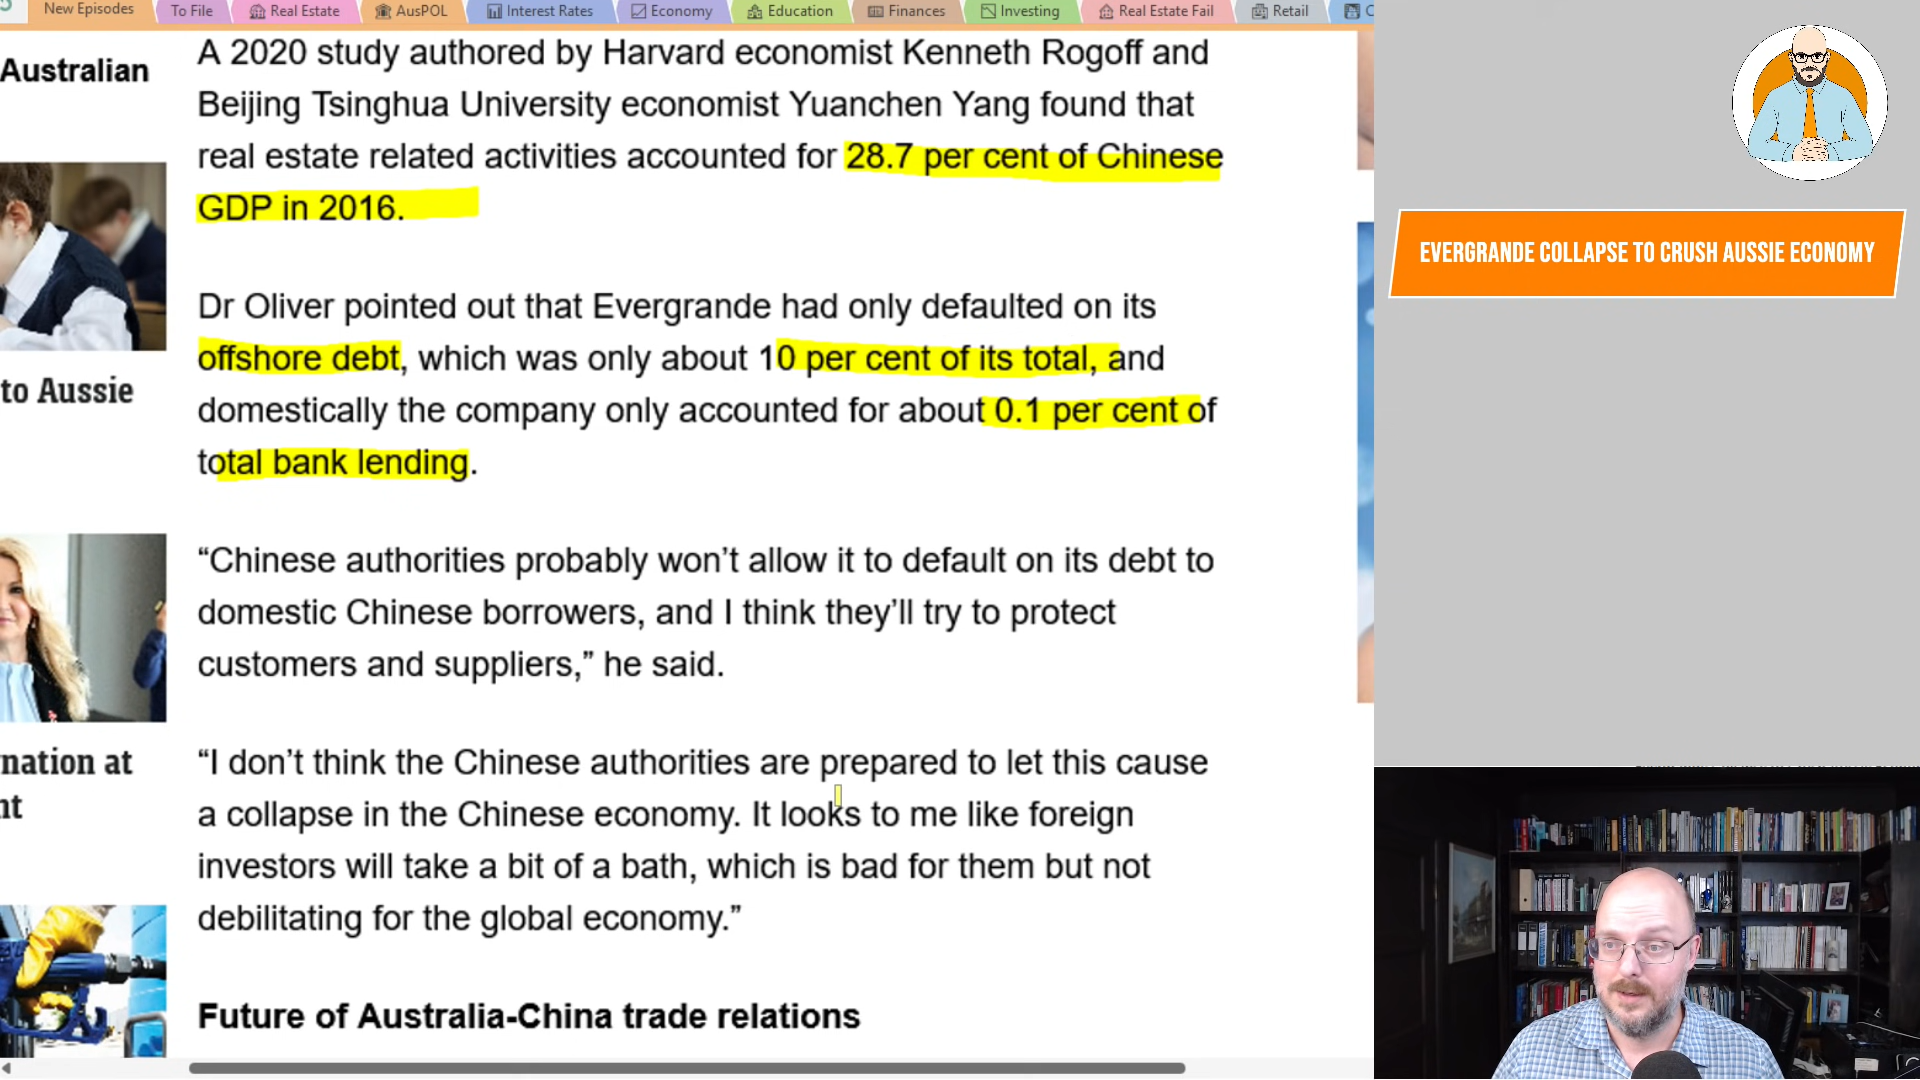 New Episodes
To File
Real Estate
AusPOL
Interest Rates
Economy
Education
Finances
Investing
Real Estate Fail
Retail
Australian
to Aussie
nation at
nt
A 2020 study authored by Harvard economist Kenneth Rogoff and
Beijing Tsinghua University economist Yuanchen Yang found that
real estate related activities accounted for 28.7 per cent of Chinese
GDP in 2016.
Dr Oliver pointed out that Evergrande had only defaulted on its
offshore debt, which was only about 10 per cent of its total, and
domestically the company only accounted for about 0.1 per cent of
total bank lending.
“Chinese authorities probably won’t allow it to default on its debt to
domestic Chinese borrowers, and I think they’ll try to protect
customers and suppliers,” he said.
“I don’t think the Chinese authorities are prepared to let this cause
a collapse in the Chinese economy. It looks to me like foreign
investors will take a bit of a bath, which is bad for them but not
debilitating for the global economy.”
Future of Australia-China trade relations
EVERGRANDE COLLAPSE TO CRUSH AUSSIE ECONOMY